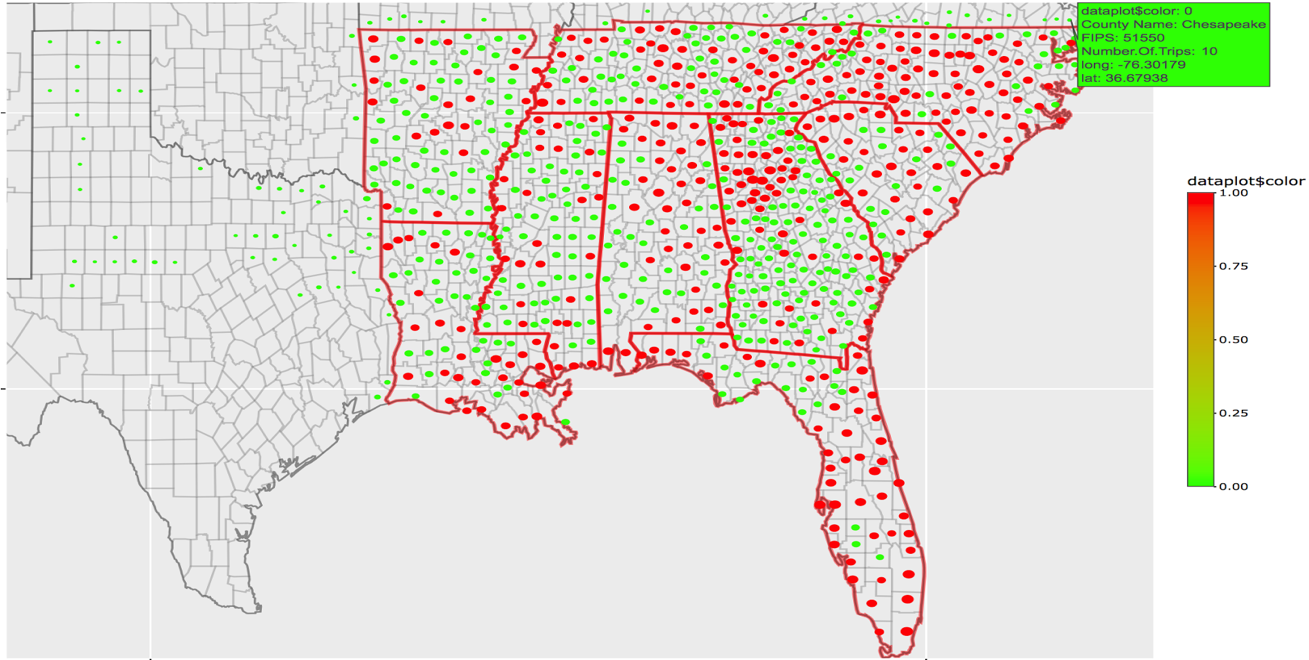 dataplot$color: 0
County Name: Chesapeake
FIPS: 51550
Number.Of.Trips: 10
long: -76.30179
lat: 36.67938
dataplot$color
1.00
0.75
0.50
0.25
0.00